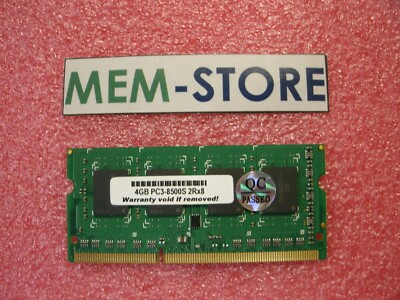 MEM-STORE
4GB PC3-8500S 2Rx8
Warranty void if removed!
QC
PASSED